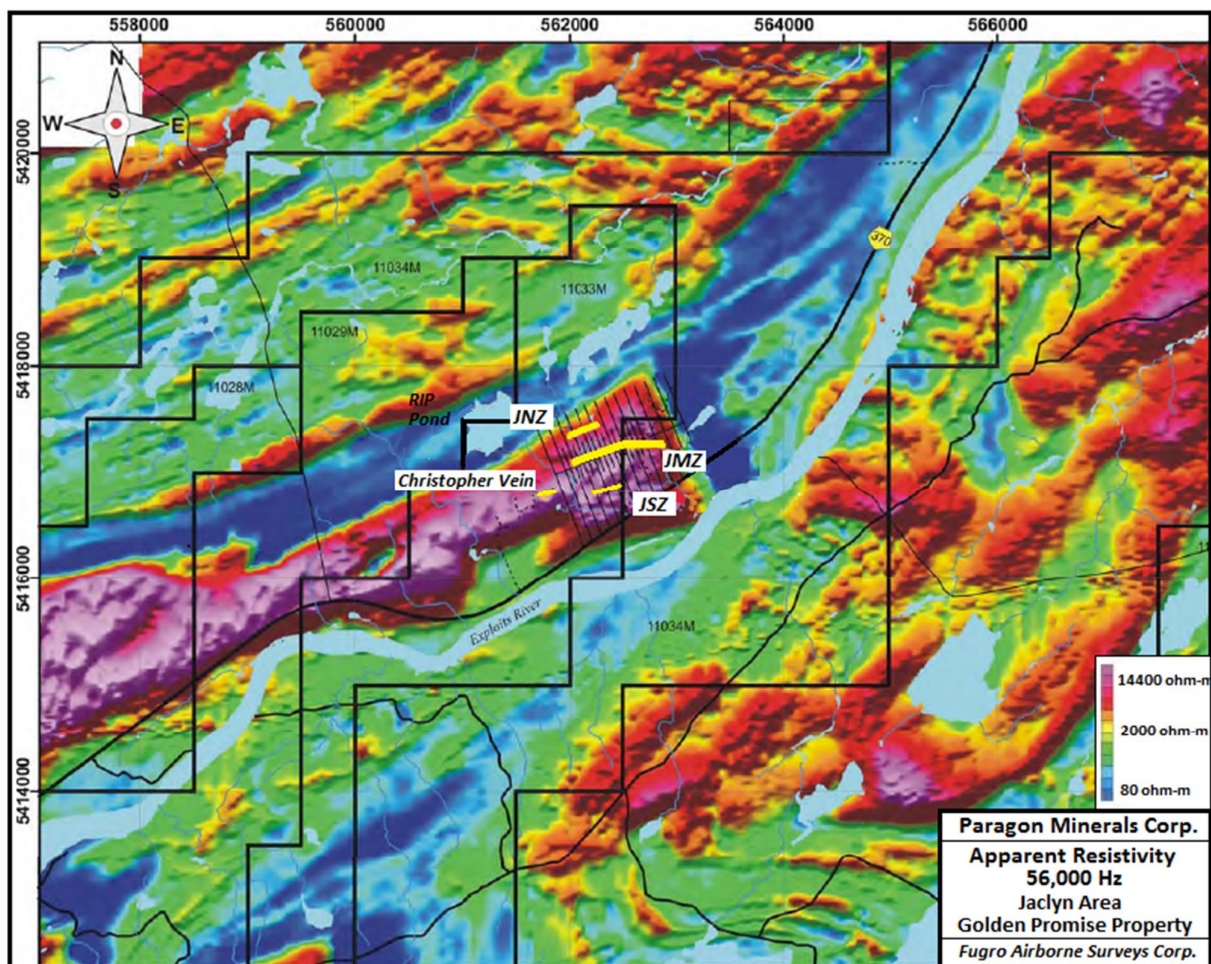 558000 560000 562000 564000 566000
N
W E
S
5420000
5418000
5416000
5414000
370
11034M
11033M
11029M
11028M
RIP
Pond
JNZ
Christopher Vein
JMZ
JSZ
Exploits River
11034M
14400 ohm-m
2000 ohm-m
80 ohm-m
Paragon Minerals Corp.
Apparent Resistivity
56,000 Hz
Jaclyn Area
Golden Promise Property
Fugro Airborne Surveys Corp.